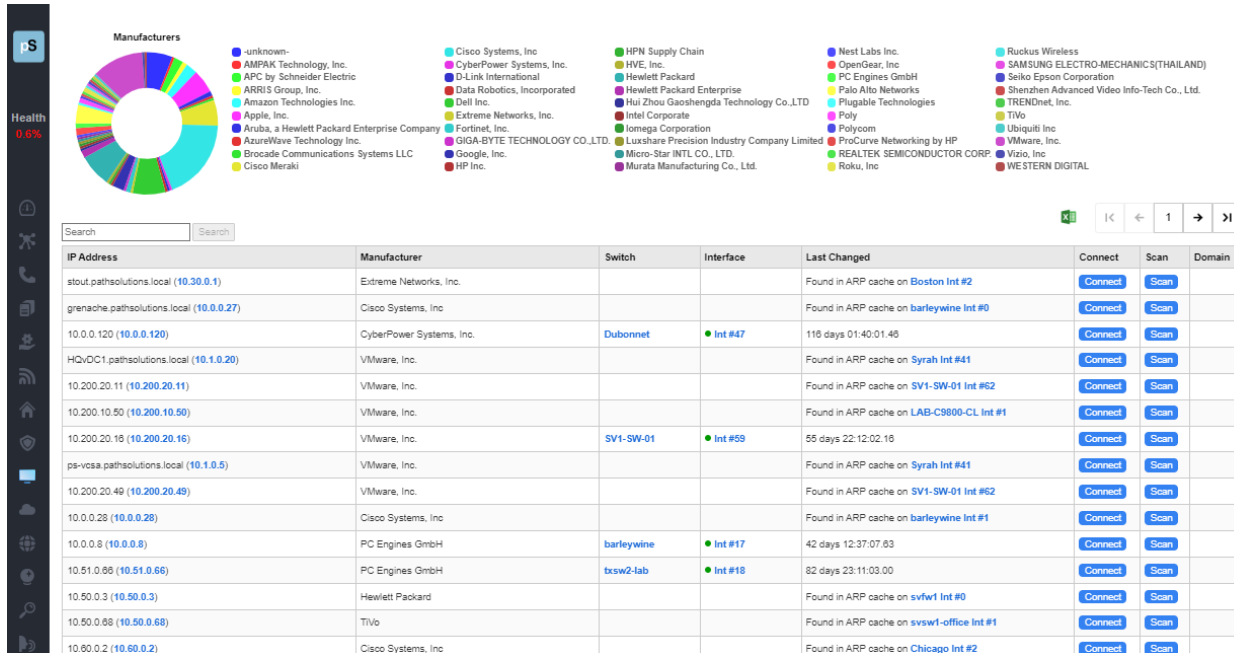 pS
Health
0.6%
Manufacturers
-unknown-
AMPAK Technology, Inc.
APC by Schneider Electric
ARRIS Group, Inc.
Amazon Technologies Inc.
Apple, Inc.
Aruba, a Hewlett Packard Enterprise Company
AzureWave Technology Inc.
Brocade Communications Systems LLC
Cisco Meraki
Cisco Systems, Inc
CyberPower Systems, Inc.
D-Link International
Data Robotics, Incorporated
Dell Inc.
Extreme Networks, Inc.
Fortinet, Inc.
GIGA-BYTE TECHNOLOGY CO.,LTD.
Google, Inc.
HP Inc.
HPN Supply Chain
HVE, Inc.
Hewlett Packard
Hewlett Packard Enterprise
Hui Zhou Gaoshengda Technology Co.,LTD
Intel Corporate
Iomega Corporation
Luxshare Precision Industry Company Limited
Micro-Star INTL CO., LTD.
Murata Manufacturing Co., Ltd.
Nest Labs Inc.
OpenGear, Inc
PC Engines GmbH
Palo Alto Networks
Plugable Technologies
Poly
Polycom
ProCurve Networking by HP
REALTEK SEMICONDUCTOR CORP.
Roku, Inc
Ruckus Wireless
SAMSUNG ELECTRO-MECHANICS(THAILAND)
Seiko Epson Corporation
Shenzhen Advanced Video Info-Tech Co., Ltd.
TRENDnet, Inc.
TiVo
Ubiquiti Inc
VMware, Inc.
Vizio, Inc
WESTERN DIGITAL
1
Search Search
IP Address Manufacturer Switch Interface Last Changed Connect Scan Domain
stout.pathsolutions.local (10.30.0.1) Extreme Networks, Inc. Found in ARP cache on Boston Int #2 Connect Scan
grenache.pathsolutions.local (10.0.0.27) Cisco Systems, Inc Found in ARP cache on barleywine Int #0 Connect Scan
10.0.0.120 (10.0.0.120) CyberPower Systems, Inc. Dubonnet Int #47 116 days 01:40:01.46 Connect Scan
HQvDC1.pathsolutions.local (10.1.0.20) VMware, Inc. Found in ARP cache on Syrah Int #41 Connect Scan
10.200.20.11 (10.200.20.11) VMware, Inc. Found in ARP cache on SV1-SW-01 Int #62 Connect Scan
10.200.10.50 (10.200.10.50) VMware, Inc. Found in ARP cache on LAB-C9800-CL Int #1 Connect Scan
10.200.20.16 (10.200.20.16) VMware, Inc. SV1-SW-01 Int #59 55 days 22:12:02.16 Connect Scan
ps-vcsa.pathsolutions.local (10.1.0.5) VMware, Inc. Found in ARP cache on Syrah Int #41 Connect Scan
10.200.20.49 (10.200.20.49) VMware, Inc. Found in ARP cache on SV1-SW-01 Int #62 Connect Scan
10.0.0.28 (10.0.0.28) Cisco Systems, Inc Found in ARP cache on barleywine Int #1 Connect Scan
10.0.0.8 (10.0.0.8) PC Engines GmbH barleywine Int #17 42 days 12:37:07.63 Connect Scan
10.51.0.66 (10.51.0.66) PC Engines GmbH txsw2-lab Int #18 82 days 23:11:03.00 Connect Scan
10.50.0.3 (10.50.0.3) Hewlett Packard Found in ARP cache on svfw1 Int #0 Connect Scan
10.50.0.68 (10.50.0.68) TiVo Found in ARP cache on svsw1-office Int #1 Connect Scan
10.60.0.2 (10.60.0.2) Cisco Systems, Inc Found in ARP cache on Chicago Int #2 Connect Scan